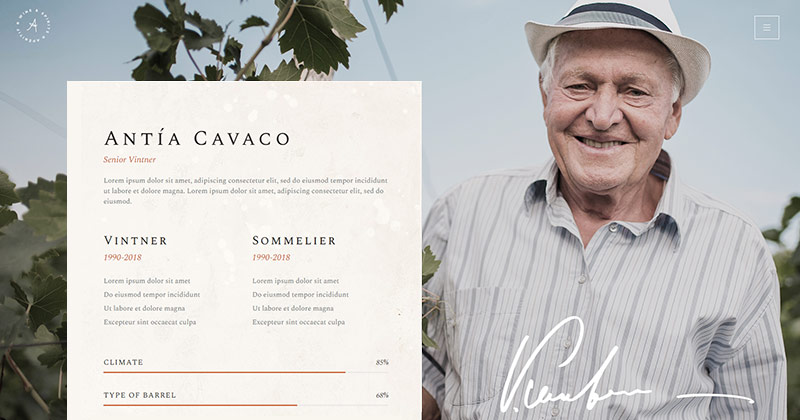 ANTÍA CAVACO
Senior Vintner
Lorem ipsum dolor sit amet, adipiscing consectetur elit, sed do eiusmod tempor incididunt
ut labore et dolore magna. Lorem ipsum dolor sit amet, consectetur adipiscing elit, sed do
eiusmod.
VINTNER
1990-2018
Lorem ipsum dolor sit amet
Do eiusmod tempor incididunt
Ut labore et dolore magna
Excepteur sint occaecat culpa
SOMMELIER
1990-2018
Lorem ipsum dolor sit amet
Do eiusmod tempor incididunt
Ut labore et dolore magna
Excepteur sint occaecat culpa
CLIMATE 85%
TYPE OF BARREL 68%